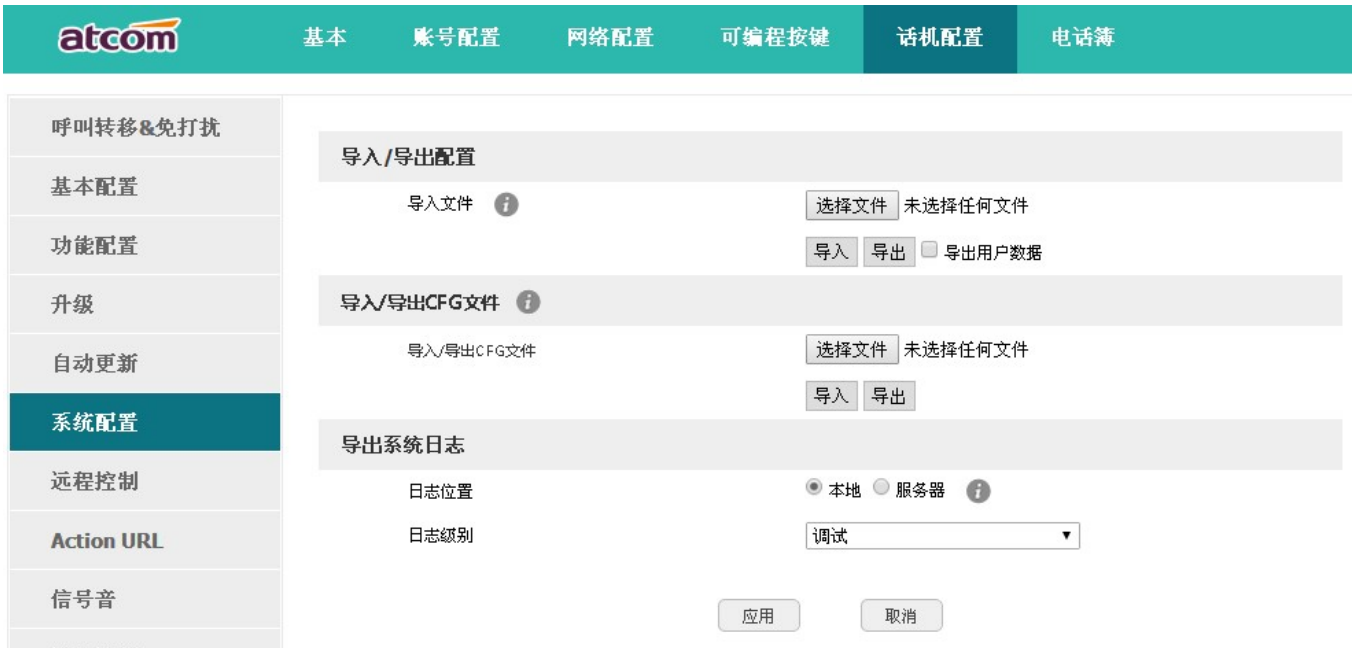 atcom 基本 账号配置 网络配置 可编程按键 话机配置 电话簿
呼叫转移&免打扰
基本配置
功能配置
升级
自动更新
系统配置
远程控制
Action URL
信号音
导入/导出配置
导入文件 选择文件 未选择任何文件
导入 导出 导出用户数据
导入/导出CFG文件
导入/导出CFG文件 选择文件 未选择任何文件
导入 导出
导出系统日志
日志位置 本地 服务器
日志级别 调试
应用 取消